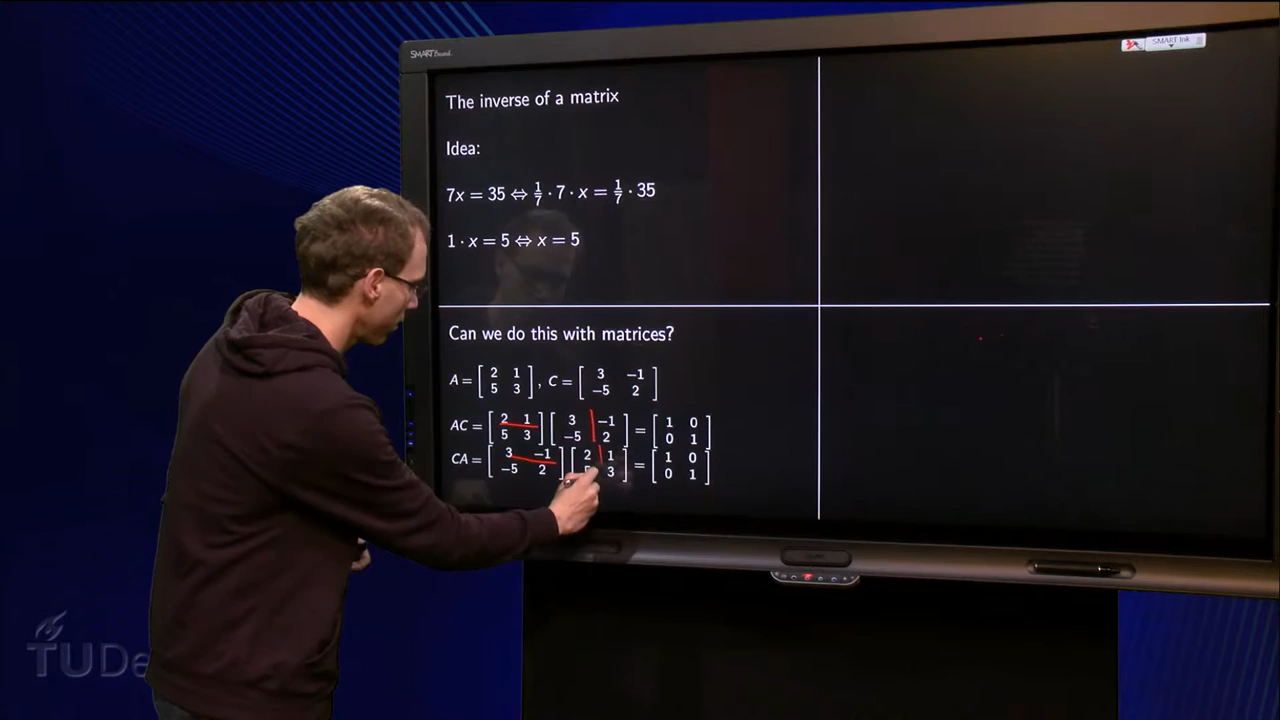 SMART Board
SMART Ink
The inverse of a matrix
Idea:
7x = 35 ⇔ 1/7 · 7 · x = 1/7 · 35
1 · x = 5 ⇔ x = 5
Can we do this with matrices?
A = [ 2 1 ; 5 3 ], C = [ 3 −1 ; −5 2 ]
AC = [ 2 1 ; 5 3 ] [ 3 −1 ; −5 2 ] = [ 1 0 ; 0 1 ]
CA = [ 3 −1 ; −5 2 ] [ 2 1 ; 3 ] = [ 1 0 ; 0 1 ]
TUDe